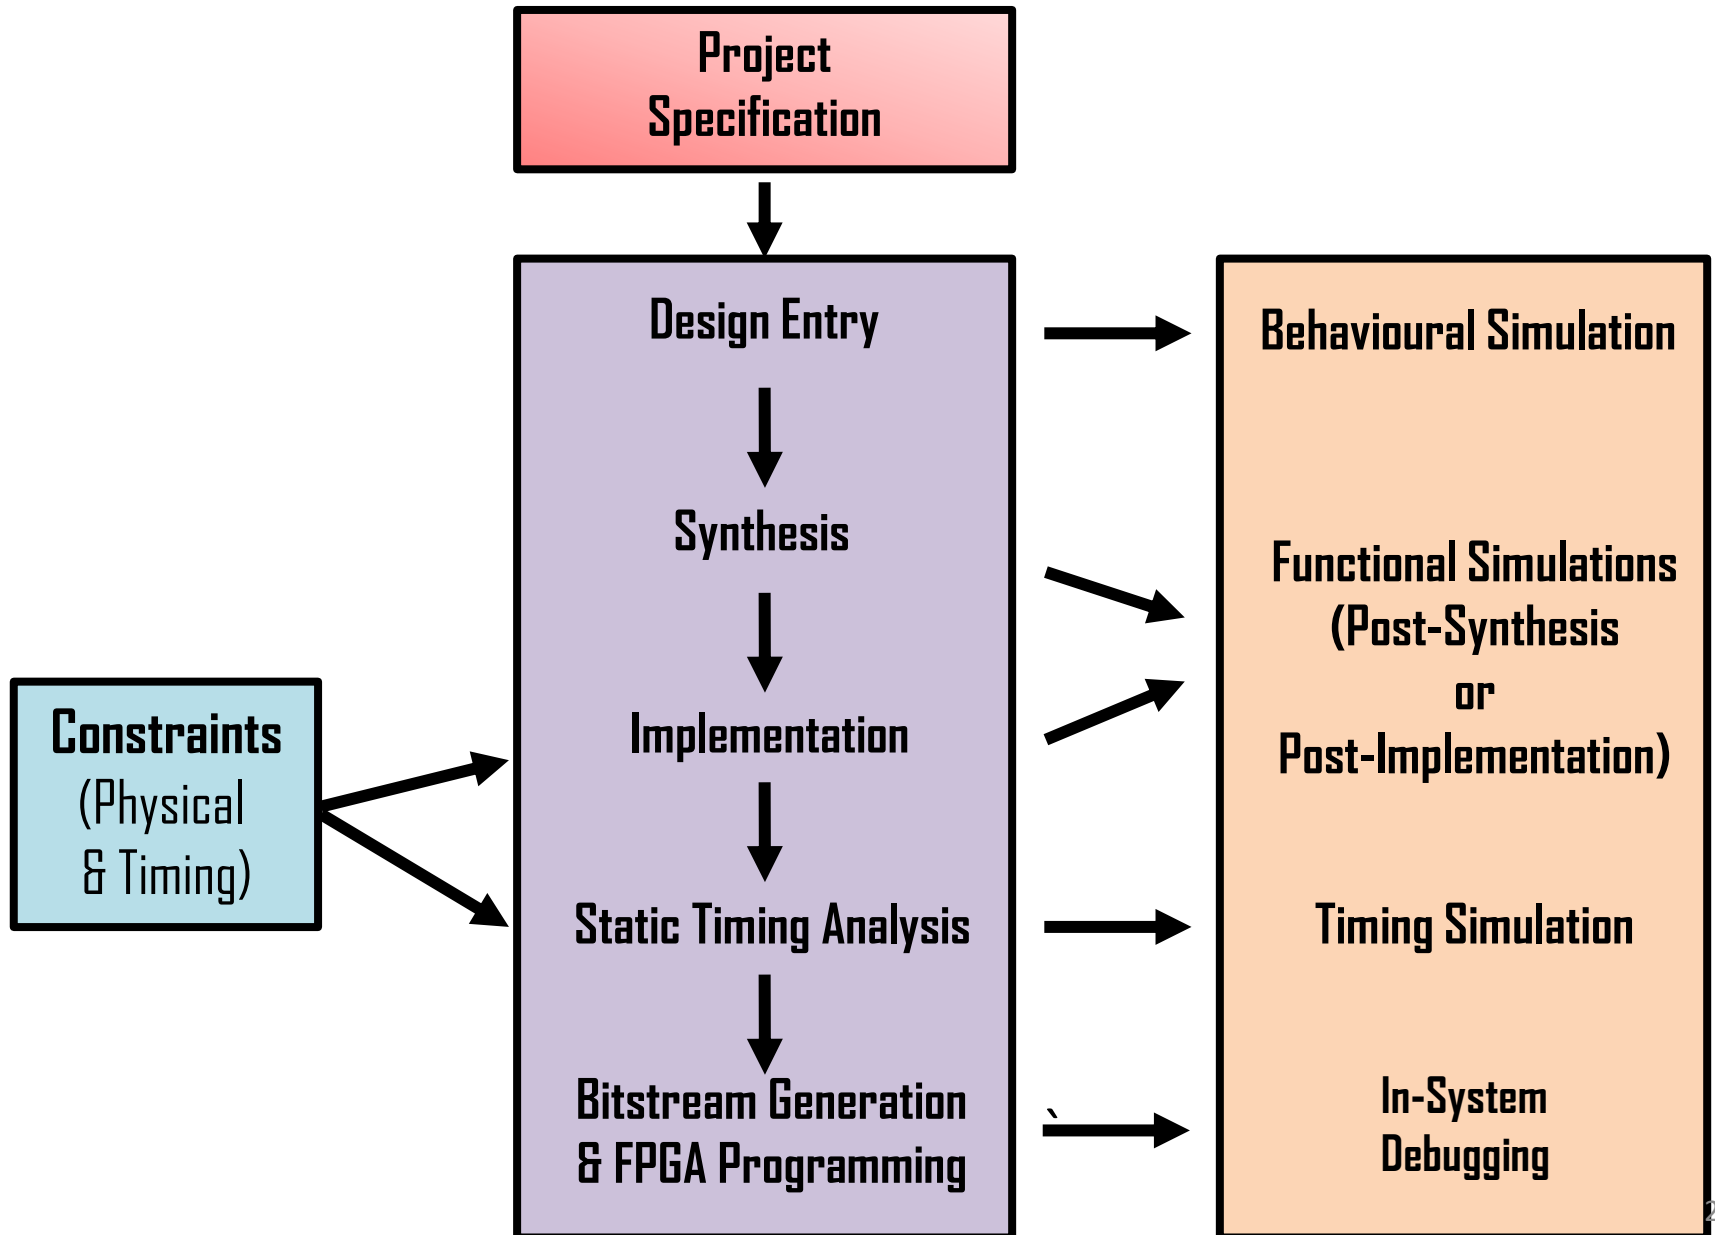 Project
Specification
Design Entry
Behavioural Simulation
Synthesis
Functional Simulations
(Post-Synthesis
or
Post-Implementation)
Implementation
Constraints
(Physical
& Timing)
Static Timing Analysis
Timing Simulation
Bitstream Generation
& FPGA Programming
`
In-System
Debugging
2